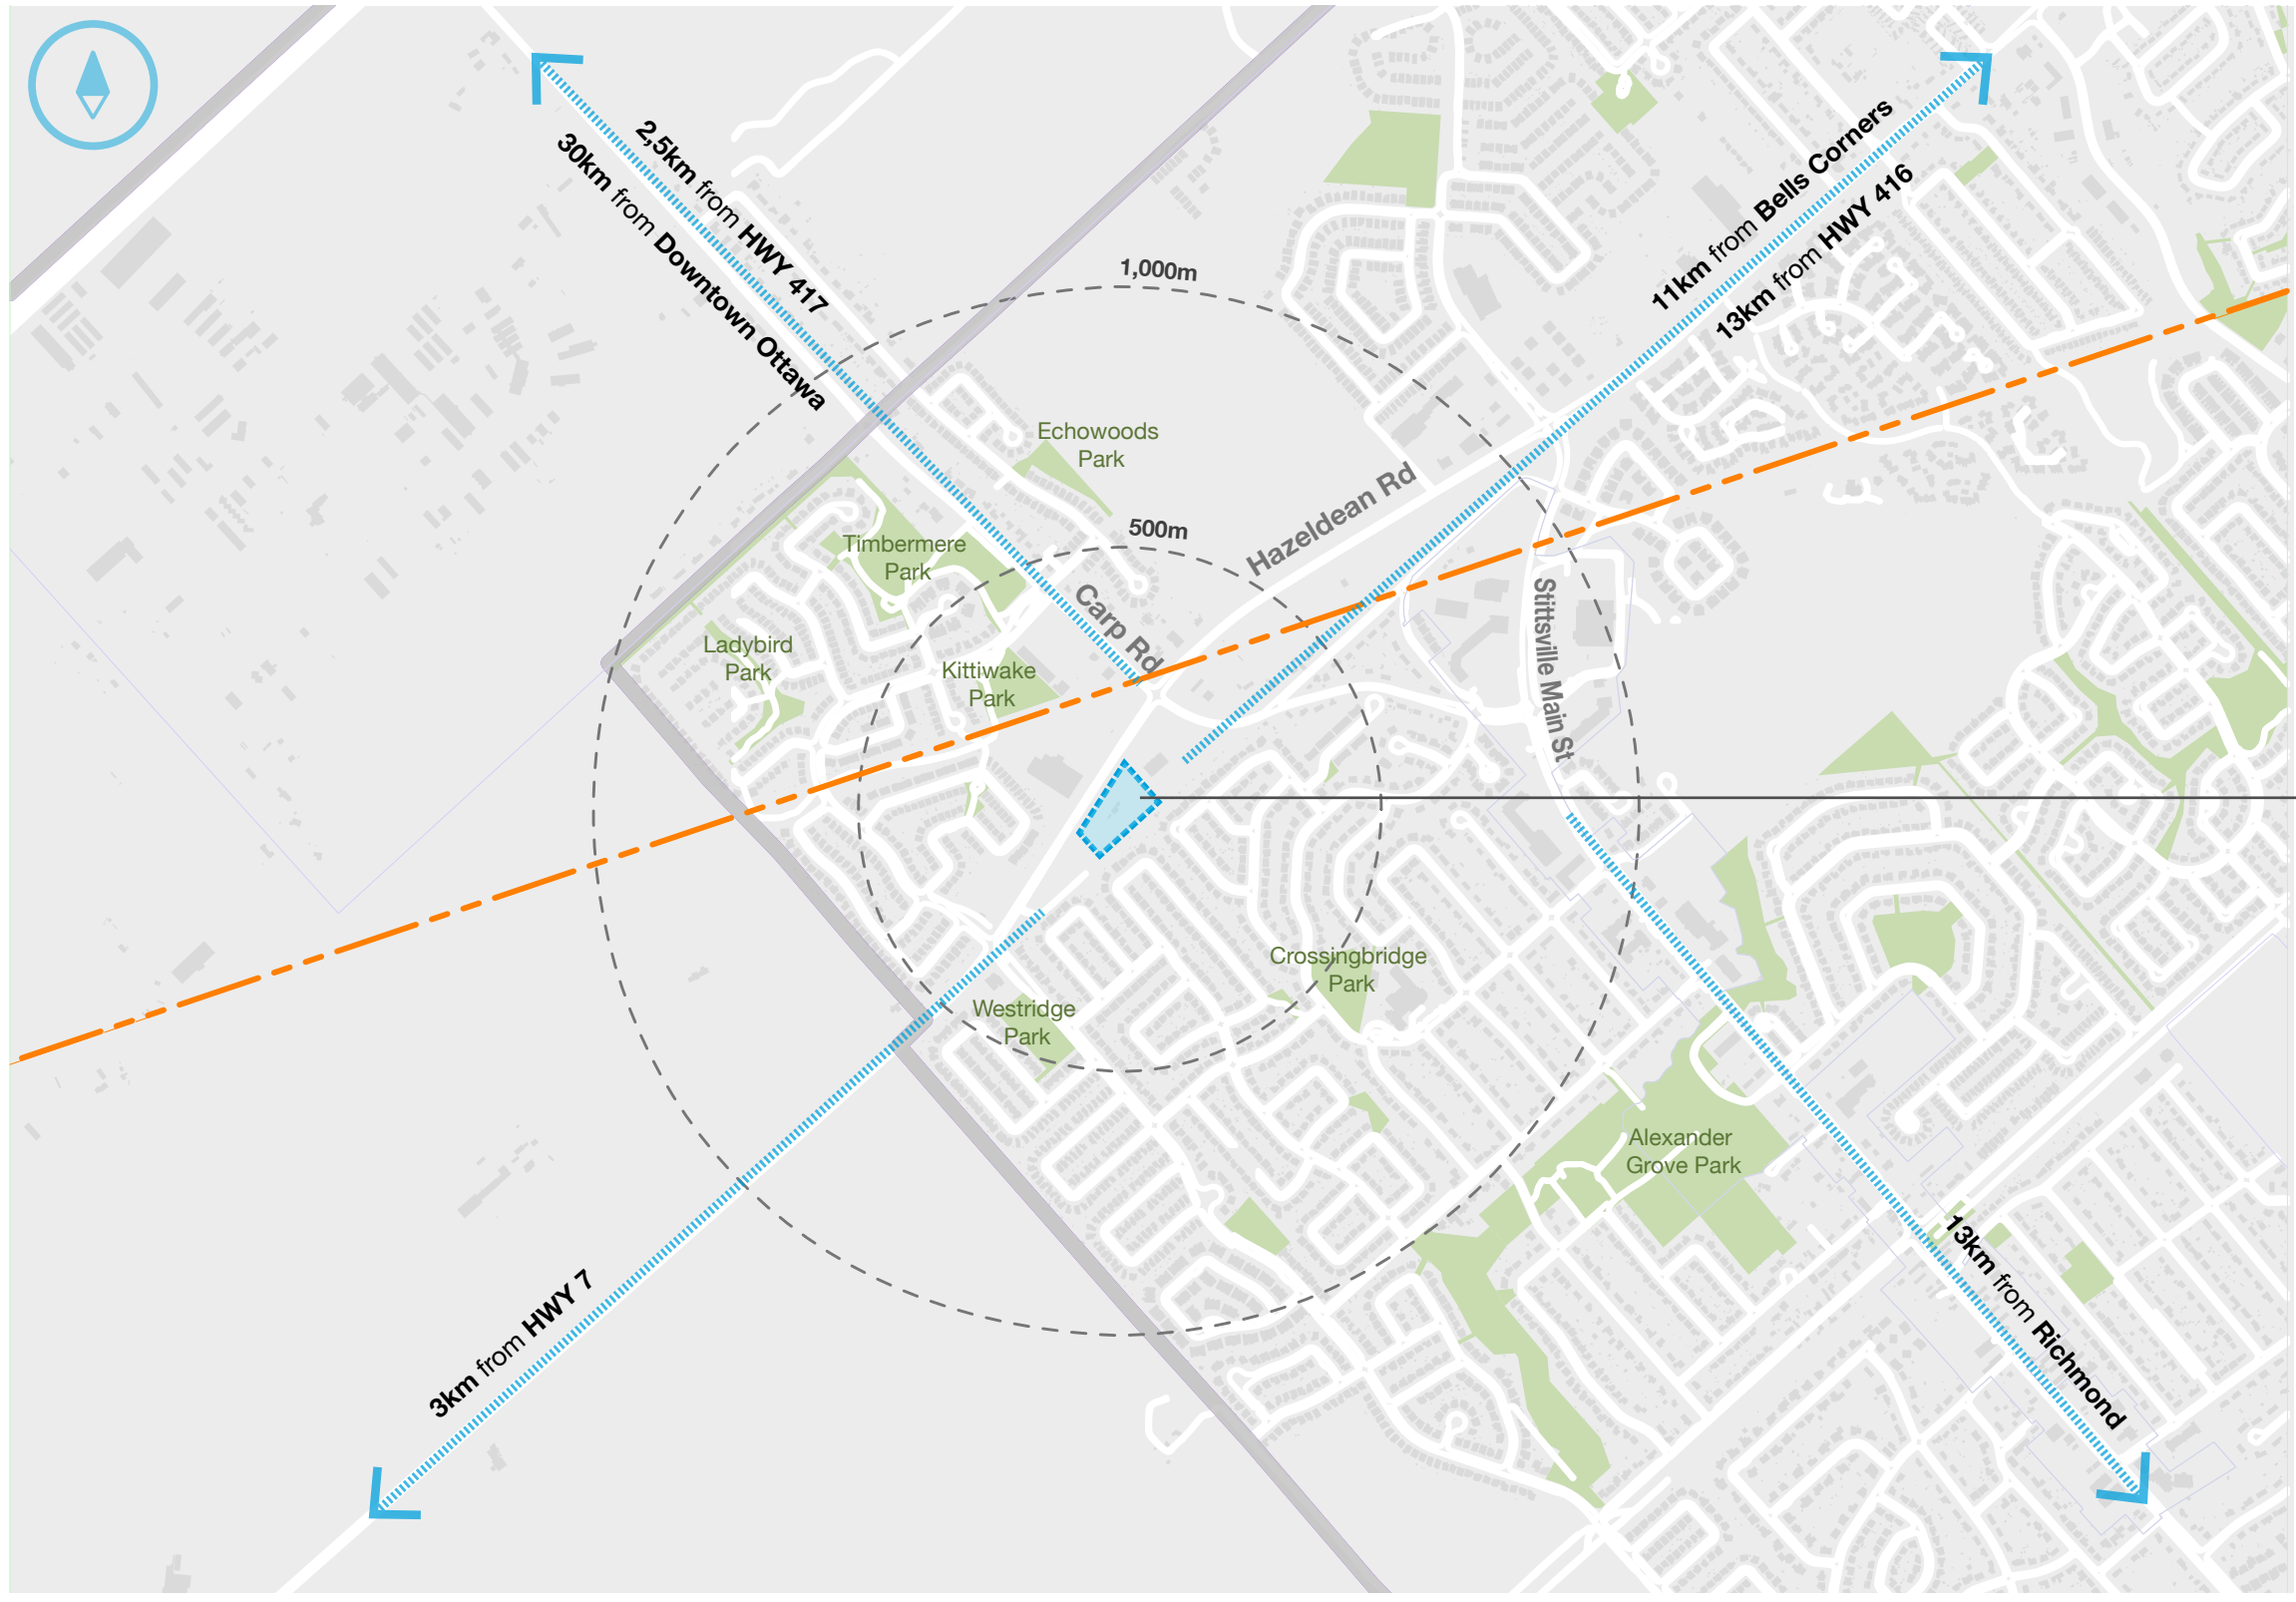 2,5km from HWY 417
30km from Downtown Ottawa
11km from Bells Corners
13km from HWY 416
1,000m
Echowoods
Park
Hazeldean Rd
500m
Timbermere
Park
Carp Rd
Stittsville Main St
Ladybird
Park
Kittiwake
Park
Crossingbridge
Park
Westridge
Park
Alexander
Grove Park
3km from HWY 7
13km from Richmond